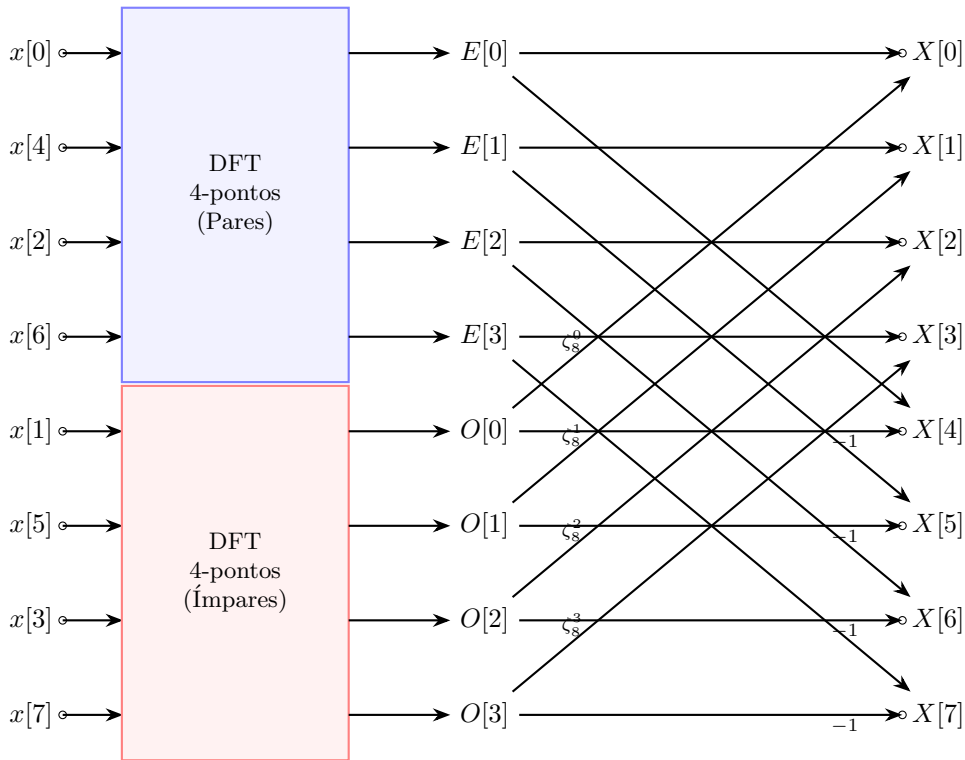 x[0] E[0] X[0]
x[4] E[1] X[1]
DFT
4-pontos
(Pares)
x[2] E[2] X[2]
x[6] E[3] ζ₈⁰ X[3]
x[1] O[0] ζ₈¹ −1 X[4]
x[5] O[1] ζ₈² −1 X[5]
DFT
4-pontos
(Ímpares)
x[3] O[2] ζ₈³ −1 X[6]
x[7] O[3] −1 X[7]